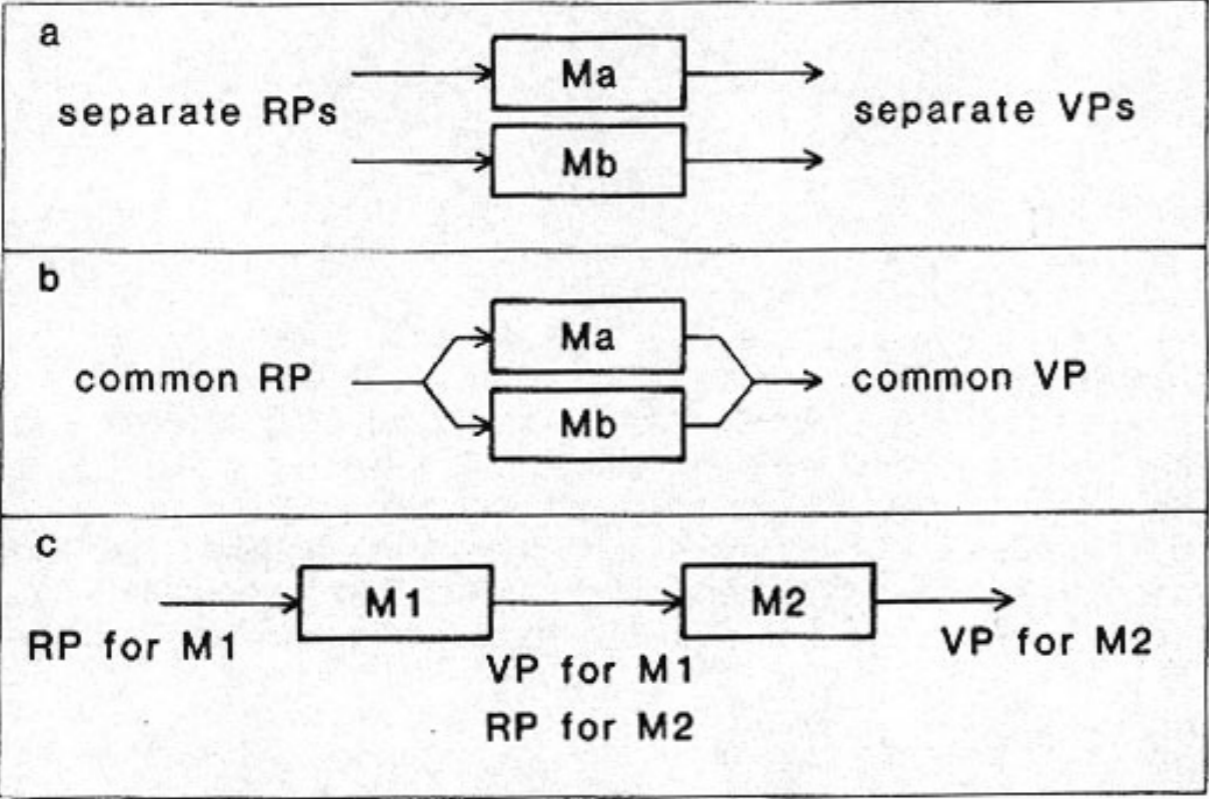 a
Ma
separate RPs
separate VPs
Mb
b
Ma
common RP
common VP
Mb
c
M1
M2
RP for M1
VP for M2
VP for M1
RP for M2